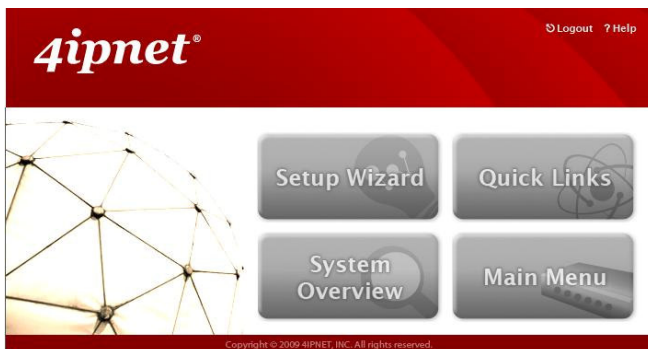 4ipnet®
Logout ?Help
Setup Wizard
Quick Links
System
Overview
Main Menu
Copyright © 2009 4IPNET, INC. All rights reserved.